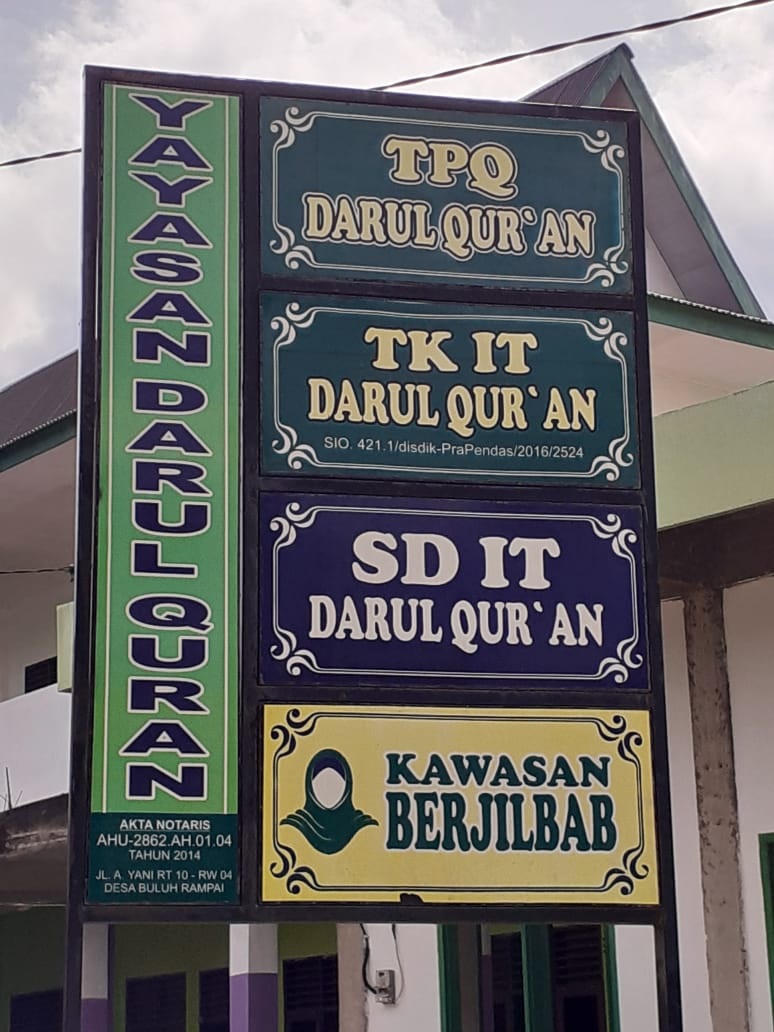 YAYASAN DARUL QURAN
AKTA NOTARIS
AHU-2862.AH.01.04
TAHUN 2014
JL. A. YANI RT 10 - RW 04
DESA BULUH RAMPAI
TPQ
DARUL QUR`AN
TK IT
DARUL QUR`AN
SIO. 421.1/disdik-PraPendas/2016/2524
SD IT
DARUL QUR`AN
KAWASAN
BERJILBAB